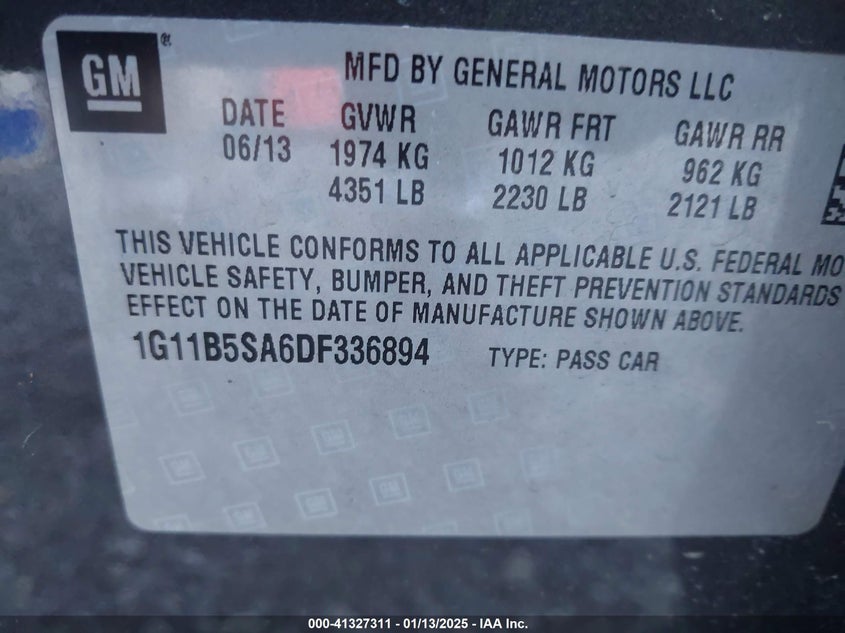 GM ®
MFD BY GENERAL MOTORS LLC
DATE GVWR GAWR FRT GAWR RR
06/13 1974 KG 1012 KG 962 KG
4351 LB 2230 LB 2121 LB
THIS VEHICLE CONFORMS TO ALL APPLICABLE U.S. FEDERAL MO
VEHICLE SAFETY, BUMPER, AND THEFT PREVENTION STANDARDS
EFFECT ON THE DATE OF MANUFACTURE SHOWN ABOVE.
1G11B5SA6DF336894 TYPE: PASS CAR
000-41327311 - 01/13/2025 - IAA Inc.